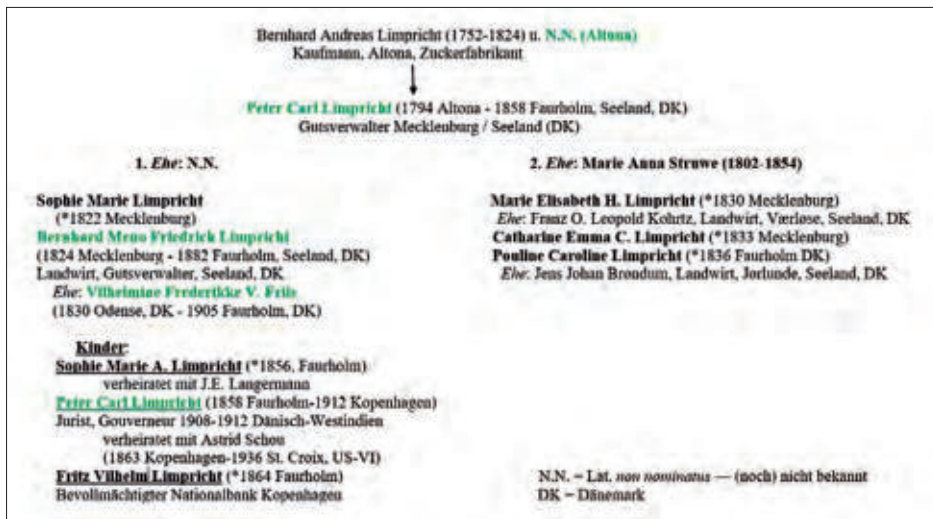 Bernhard Andreas Limpricht (1752-1824) u. N.N. (Altona)
Kaufmann, Altona, Zuckerfabrikant
Peter Carl Limpricht (1794 Altona - 1858 Faurholm, Seeland, DK)
Gutsverwalter Mecklenburg / Seeland (DK)
1. Ehe: N.N.
Sophie Marie Limpricht
(*1822 Mecklenburg)
Bernhard Meno Friedrich Limpricht
(1824 Mecklenburg - 1882 Faurholm, Seeland, DK)
Landwirt, Gutsverwalter, Seeland, DK
Ehe: Vilhelmine Frederikke V. Friis
(1830 Odense, DK - 1905 Faurholm, DK)
Kinder:
Sophie Marie A. Limpricht (*1856, Faurholm)
verheiratet mit J.E. Langemann
Peter Carl Limpricht (1858 Faurholm-1912 Kopenhagen)
Jurist, Gouverneur 1908-1912 Dänisch-Westindien
verheiratet mit Astrid Schou
(1863 Kopenhagen-1936 St. Croix, US-VI)
Fritz Vilhelm Limpricht (*1864 Faurholm)
Bevollmächtigter Nationalbank Kopenhagen
2. Ehe: Marie Anna Struwe (1802-1854)
Marie Elisabeth H. Limpricht (*1830 Mecklenburg)
Ehe: Franz O. Leopold Kohrtz, Landwirt, Værløse, Seeland, DK
Catharine Emma C. Limpricht (*1833 Mecklenburg)
Pouline Caroline Limpricht (*1836 Faurholm DK)
Ehe: Jens Johan Brøndum, Landwirt, Jørlunde, Seeland, DK
N.N. – Lat. non nominatus — (noch) nicht bekannt
DK – Dänemark